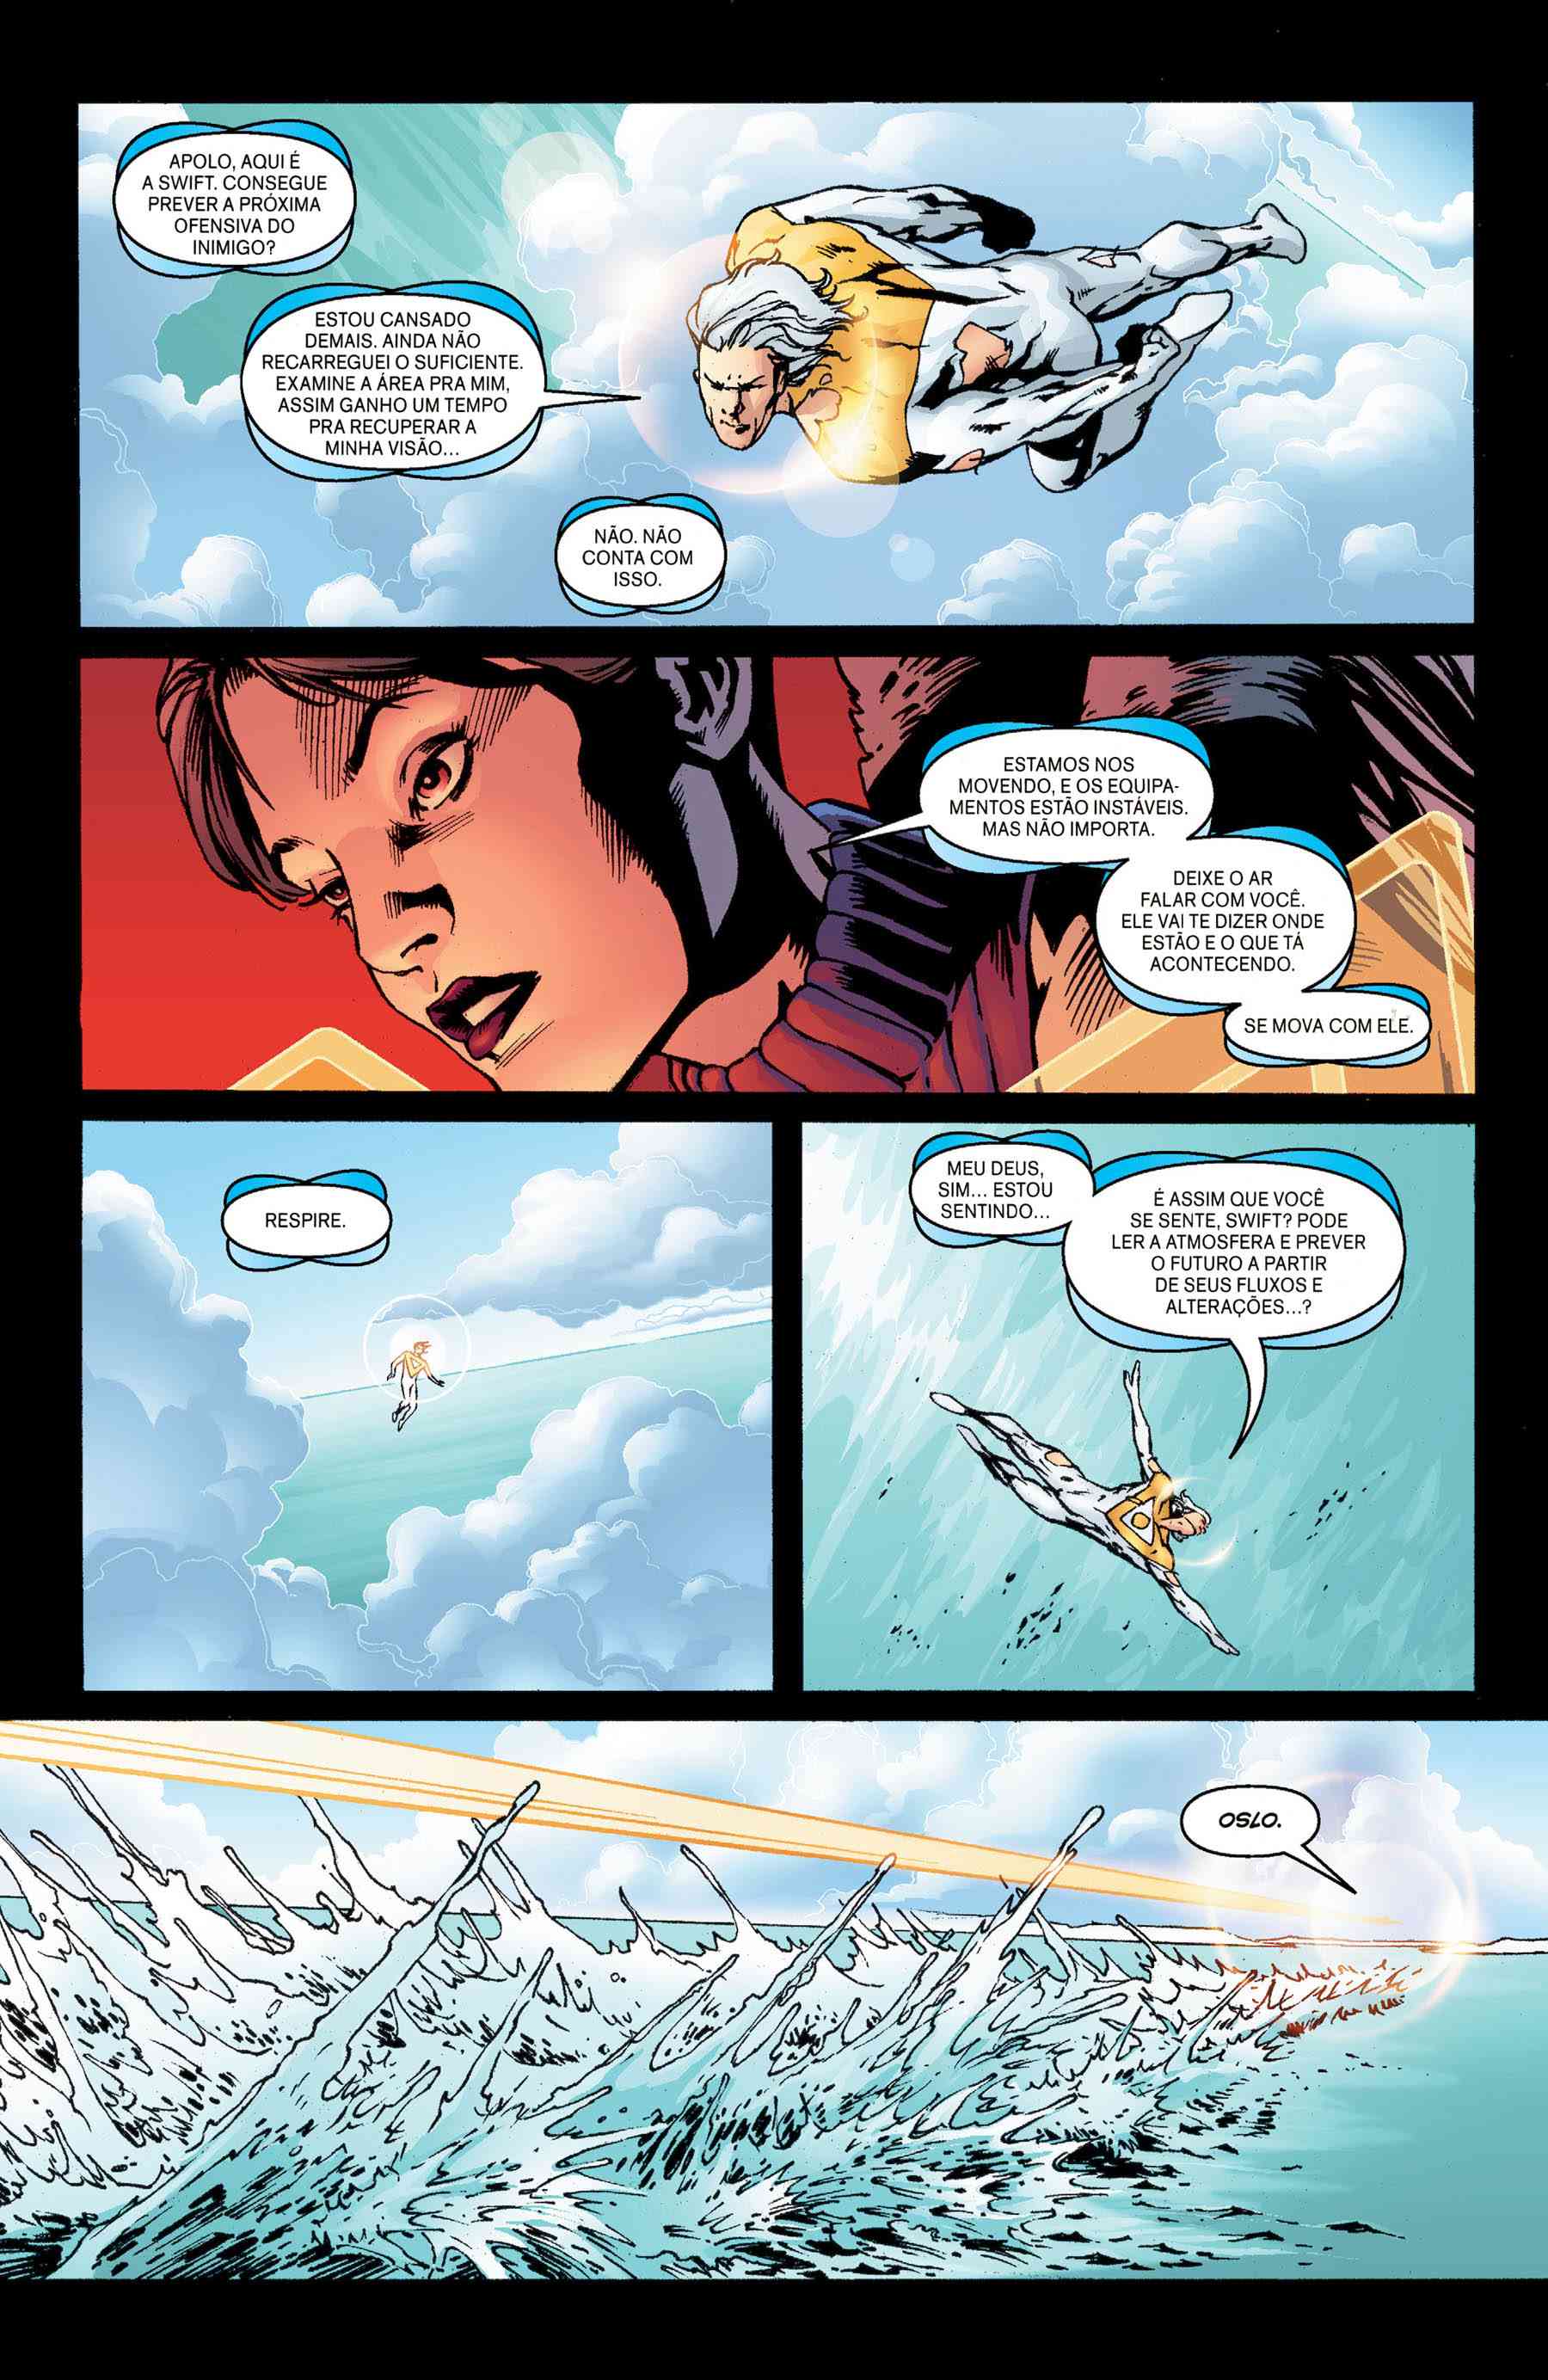 APOLO, AQUI É
A SWIFT. CONSEGUE
PREVER A PRÓXIMA
OFENSIVA DO
INIMIGO?
ESTOU CANSADO
DEMAIS. AINDA NÃO
RECARREGUEI O SUFICIENTE.
EXAMINE A ÁREA PRA MIM,
ASSIM GANHO UM TEMPO
PRA RECUPERAR A
MINHA VISÃO...
NÃO. NÃO
CONTA COM
ISSO.
ESTAMOS NOS
MOVENDO, E OS EQUIPA-
MENTOS ESTÃO INSTÁVEIS.
MAS NÃO IMPORTA.
DEIXE O AR
FALAR COM VOCÊ.
ELE VAI TE DIZER ONDE
ESTÃO E O QUE TÁ
ACONTECENDO.
SE MOVA COM ELE.
RESPIRE.
MEU DEUS,
SIM... ESTOU
SENTINDO...
É ASSIM QUE VOCÊ
SE SENTE, SWIFT? PODE
LER A ATMOSFERA E PREVER
O FUTURO A PARTIR
DE SEUS FLUXOS E
ALTERAÇÕES...?
OSLO.